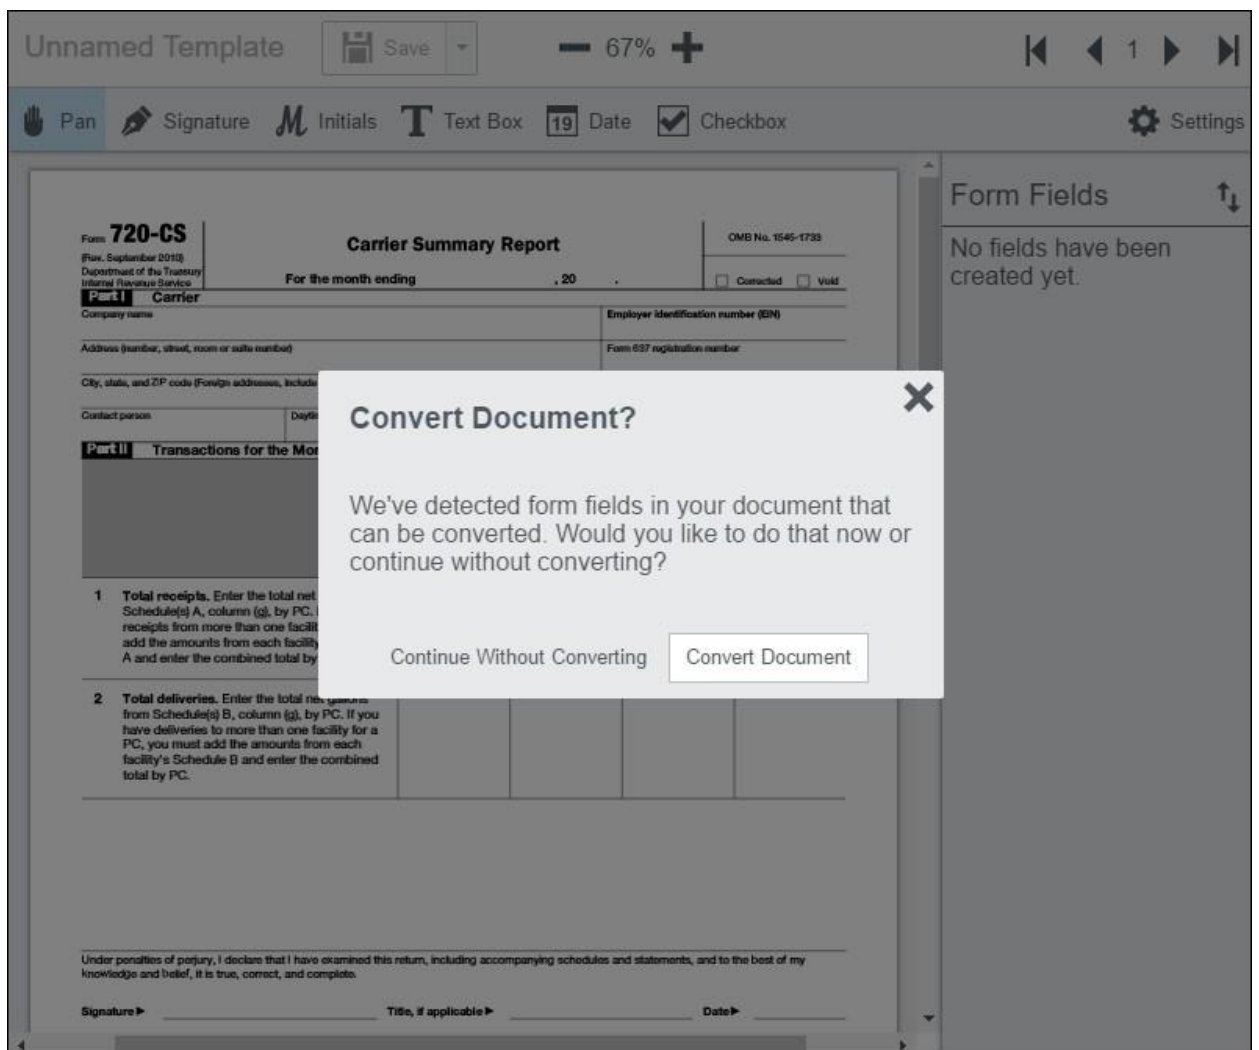 Unnamed Template Save 67% 1
Pan Signature Initials Text Box 19 Date Checkbox Settings
Form Fields
No fields have been
created yet.
Form 720-CS
(Rev. September 2010)
Department of the Treasury
Internal Revenue Service
Carrier Summary Report
For the month ending , 20 .
OMB No. 1545-1733
Corrected Void
Part I Carrier
Company name
Employer identification number (EIN)
Address (number, street, room or suite number)
Form 637 registration number
City, state, and ZIP code (Foreign addresses, include
Contact person
Part II Transactions for the
Convert Document?
We've detected form fields in your document that
can be converted. Would you like to do that now or
continue without converting?
Continue Without Converting Convert Document
1 Total receipts. Enter the total net
Schedule(s) A, column (g), by PC.
receipts from more than one
add the amounts from each facility
A and enter the combined total by
2 Total deliveries. Enter the total net gallons
from Schedule(s) B, column (g), by PC. If you
have deliveries to more than one facility for a
PC, you must add the amounts from each
facility's Schedule B and enter the combined
total by PC.
Under penalties of perjury, I declare that I have examined this return, including accompanying schedules and statements, and to the best of my
knowledge and belief, it is true, correct, and complete.
Signature Title, if applicable Date